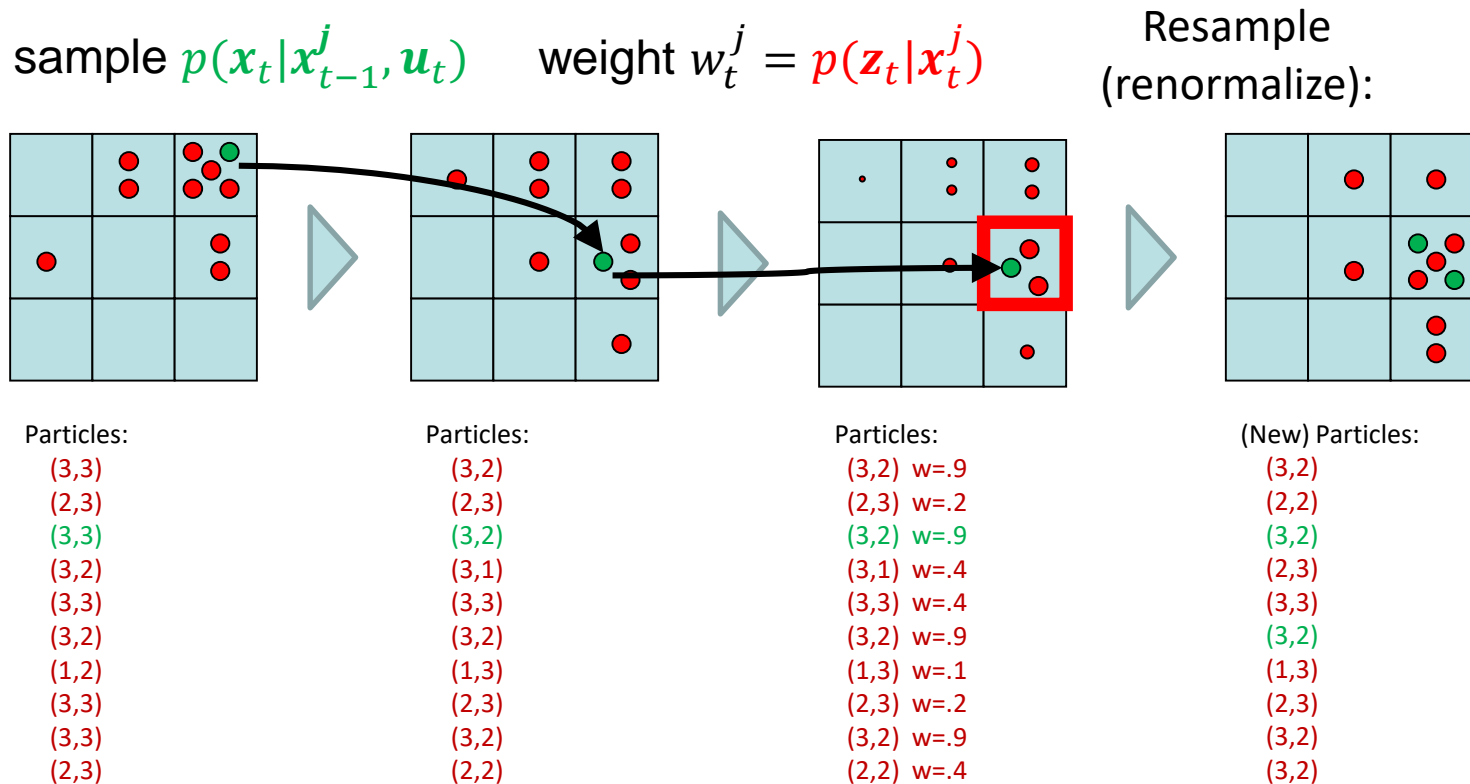 sample p(x_t|x_{t-1}^j, u_t)
weight w_t^j = p(z_t|x_t^j)
Resample
(renormalize):
Particles:
(3,3)
(2,3)
(3,3)
(3,2)
(3,3)
(3,2)
(1,2)
(3,3)
(3,3)
(2,3)
Particles:
(3,2)
(2,3)
(3,2)
(3,1)
(3,3)
(3,2)
(1,3)
(2,3)
(3,2)
(2,2)
Particles:
(3,2) w=.9
(2,3) w=.2
(3,2) w=.9
(3,1) w=.4
(3,3) w=.4
(3,2) w=.9
(1,3) w=.1
(2,3) w=.2
(3,2) w=.9
(2,2) w=.4
(New) Particles:
(3,2)
(2,2)
(3,2)
(2,3)
(3,3)
(3,2)
(1,3)
(2,3)
(3,2)
(3,2)